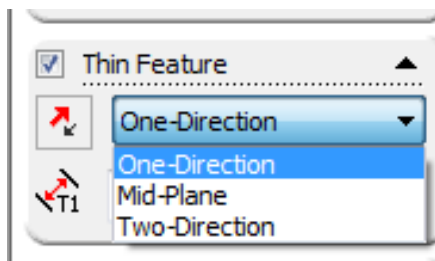 Thin Feature
One-Direction
One-Direction
Mid-Plane
T1
Two-Direction